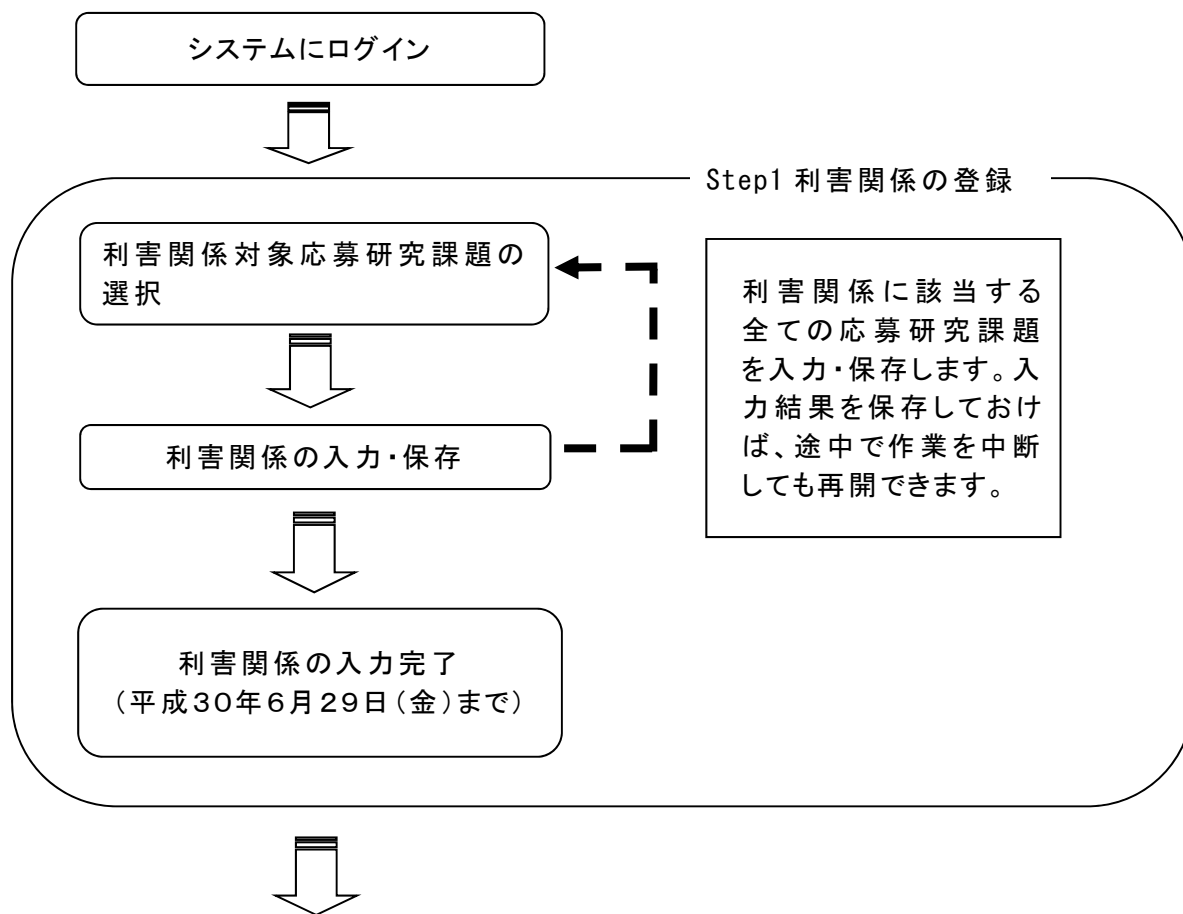 システムにログイン
Step1 利害関係の登録
利害関係対象応募研究課題の
選択
利害関係に該当する
全ての応募研究課題
を入力・保存します。入
力結果を保存しておけ
ば、途中で作業を中断
しても再開できます。
利害関係の入力・保存
利害関係の入力完了
（平成３０年６月２９日（金）まで）